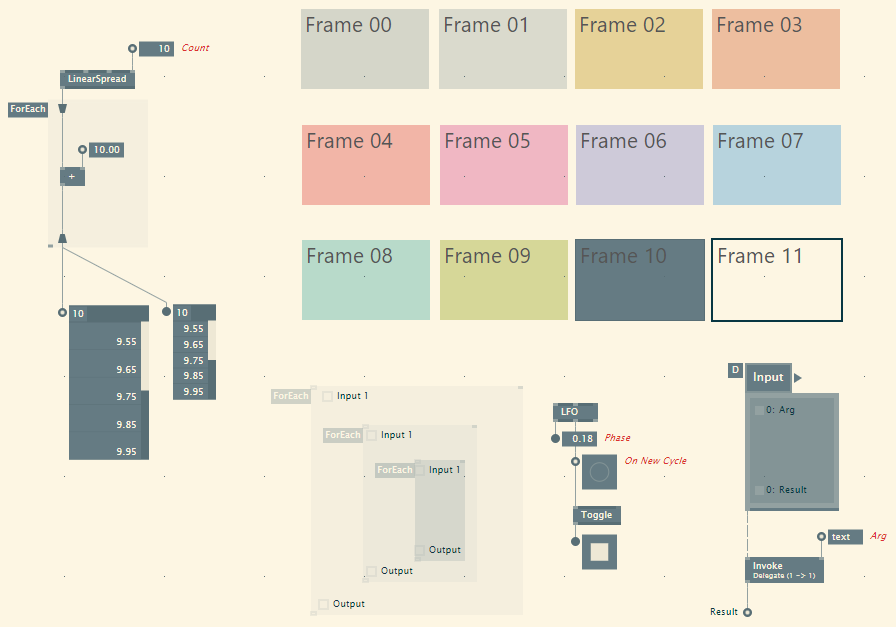 10 Count
LinearSpread
ForEach
10.00
+
10
9.55
9.65
9.75
9.85
9.95
10
9.55
9.65
9.75
9.85
9.95
Frame 00
Frame 01
Frame 02
Frame 03
Frame 04
Frame 05
Frame 06
Frame 07
Frame 08
Frame 09
Frame 10
Frame 11
ForEach
Input 1
ForEach
Input 1
ForEach
Input 1
Output
Output
Output
LFO
0.18 Phase
On New Cycle
Toggle
D
Input
0: Arg
0: Result
text Arg
Invoke
Delegate (1 -> 1)
Result